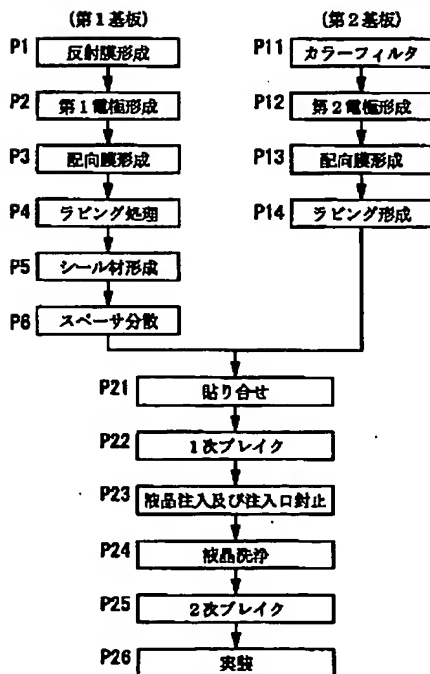 (第1基板)
P1 反射膜形成
P2 第1電極形成
P3 配向膜形成
P4 ラビング処理
P5 シール材形成
P6 スペーサ分散
(第2基板)
P11 カラーフィルタ
P12 第2電極形成
P13 配向膜形成
P14 ラビング形成
P21 貼り合せ
P22 1次ブレイク
P23 液晶注入及び注入口封止
P24 液晶洗浄
P25 2次ブレイク
P26 実験